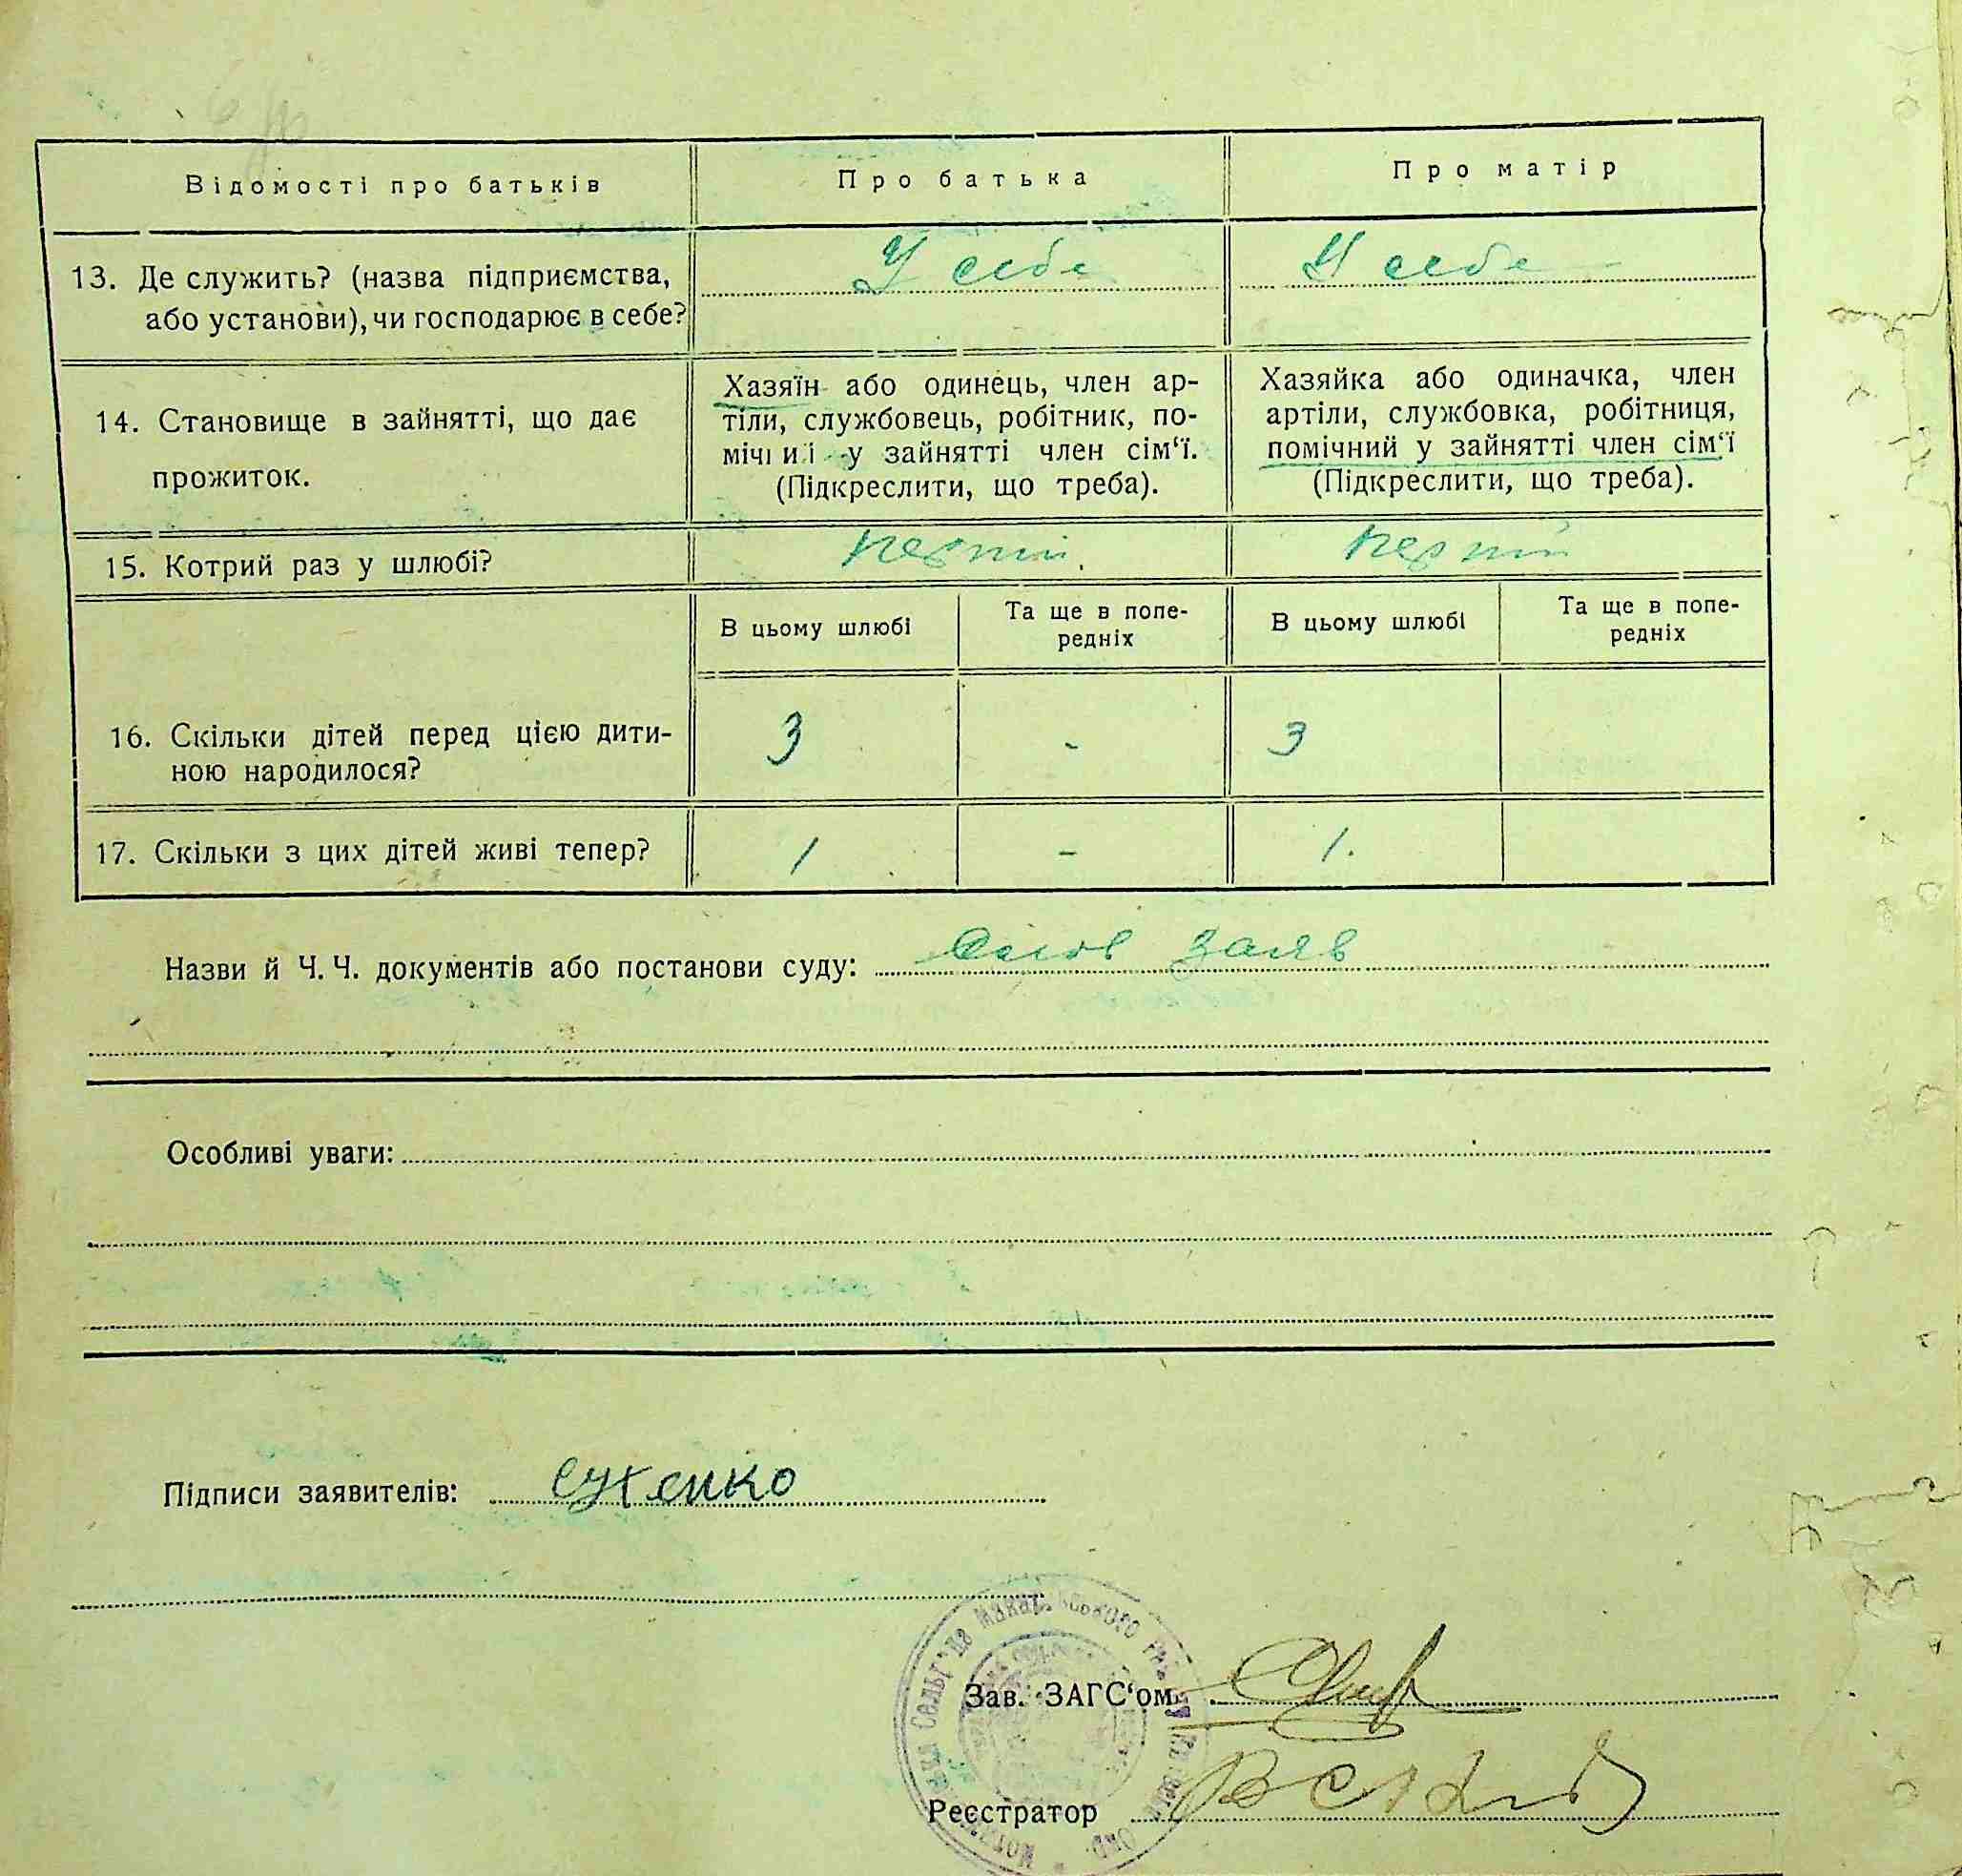 Відомості про батьків
Про батька
Про матір
13. Де служить? (назва підприємства,
або установи), чи господарює в себе?
У себе
У себе
14. Становище в зайнятті, що дає
прожиток.
Хазяїн або одинець, член ар-
тіли, службовець, робітник, по-
мічний у зайнятті член сім‘ї.
(Підкреслити, що треба).
Хазяйка або одиначка, член
артіли, службовка, робітниця,
помічний у зайнятті член сім‘ї
(Підкреслити, що треба).
15. Котрий раз у шлюбі?
перший
перший
В цьому шлюбі
Та ще в попе-
редніх
В цьому шлюбі
Та ще в попе-
редніх
16. Скільки дітей перед цією дити-
ною народилося?
3
-
3
17. Скільки з цих дітей живі тепер?
1
-
1.
Назви й Ч. Ч. документів або постанови суду: заяв
Особливі уваги:
Підписи заявителів: Сухенко
Зав. ЗАГС‘ом
Реєстратор